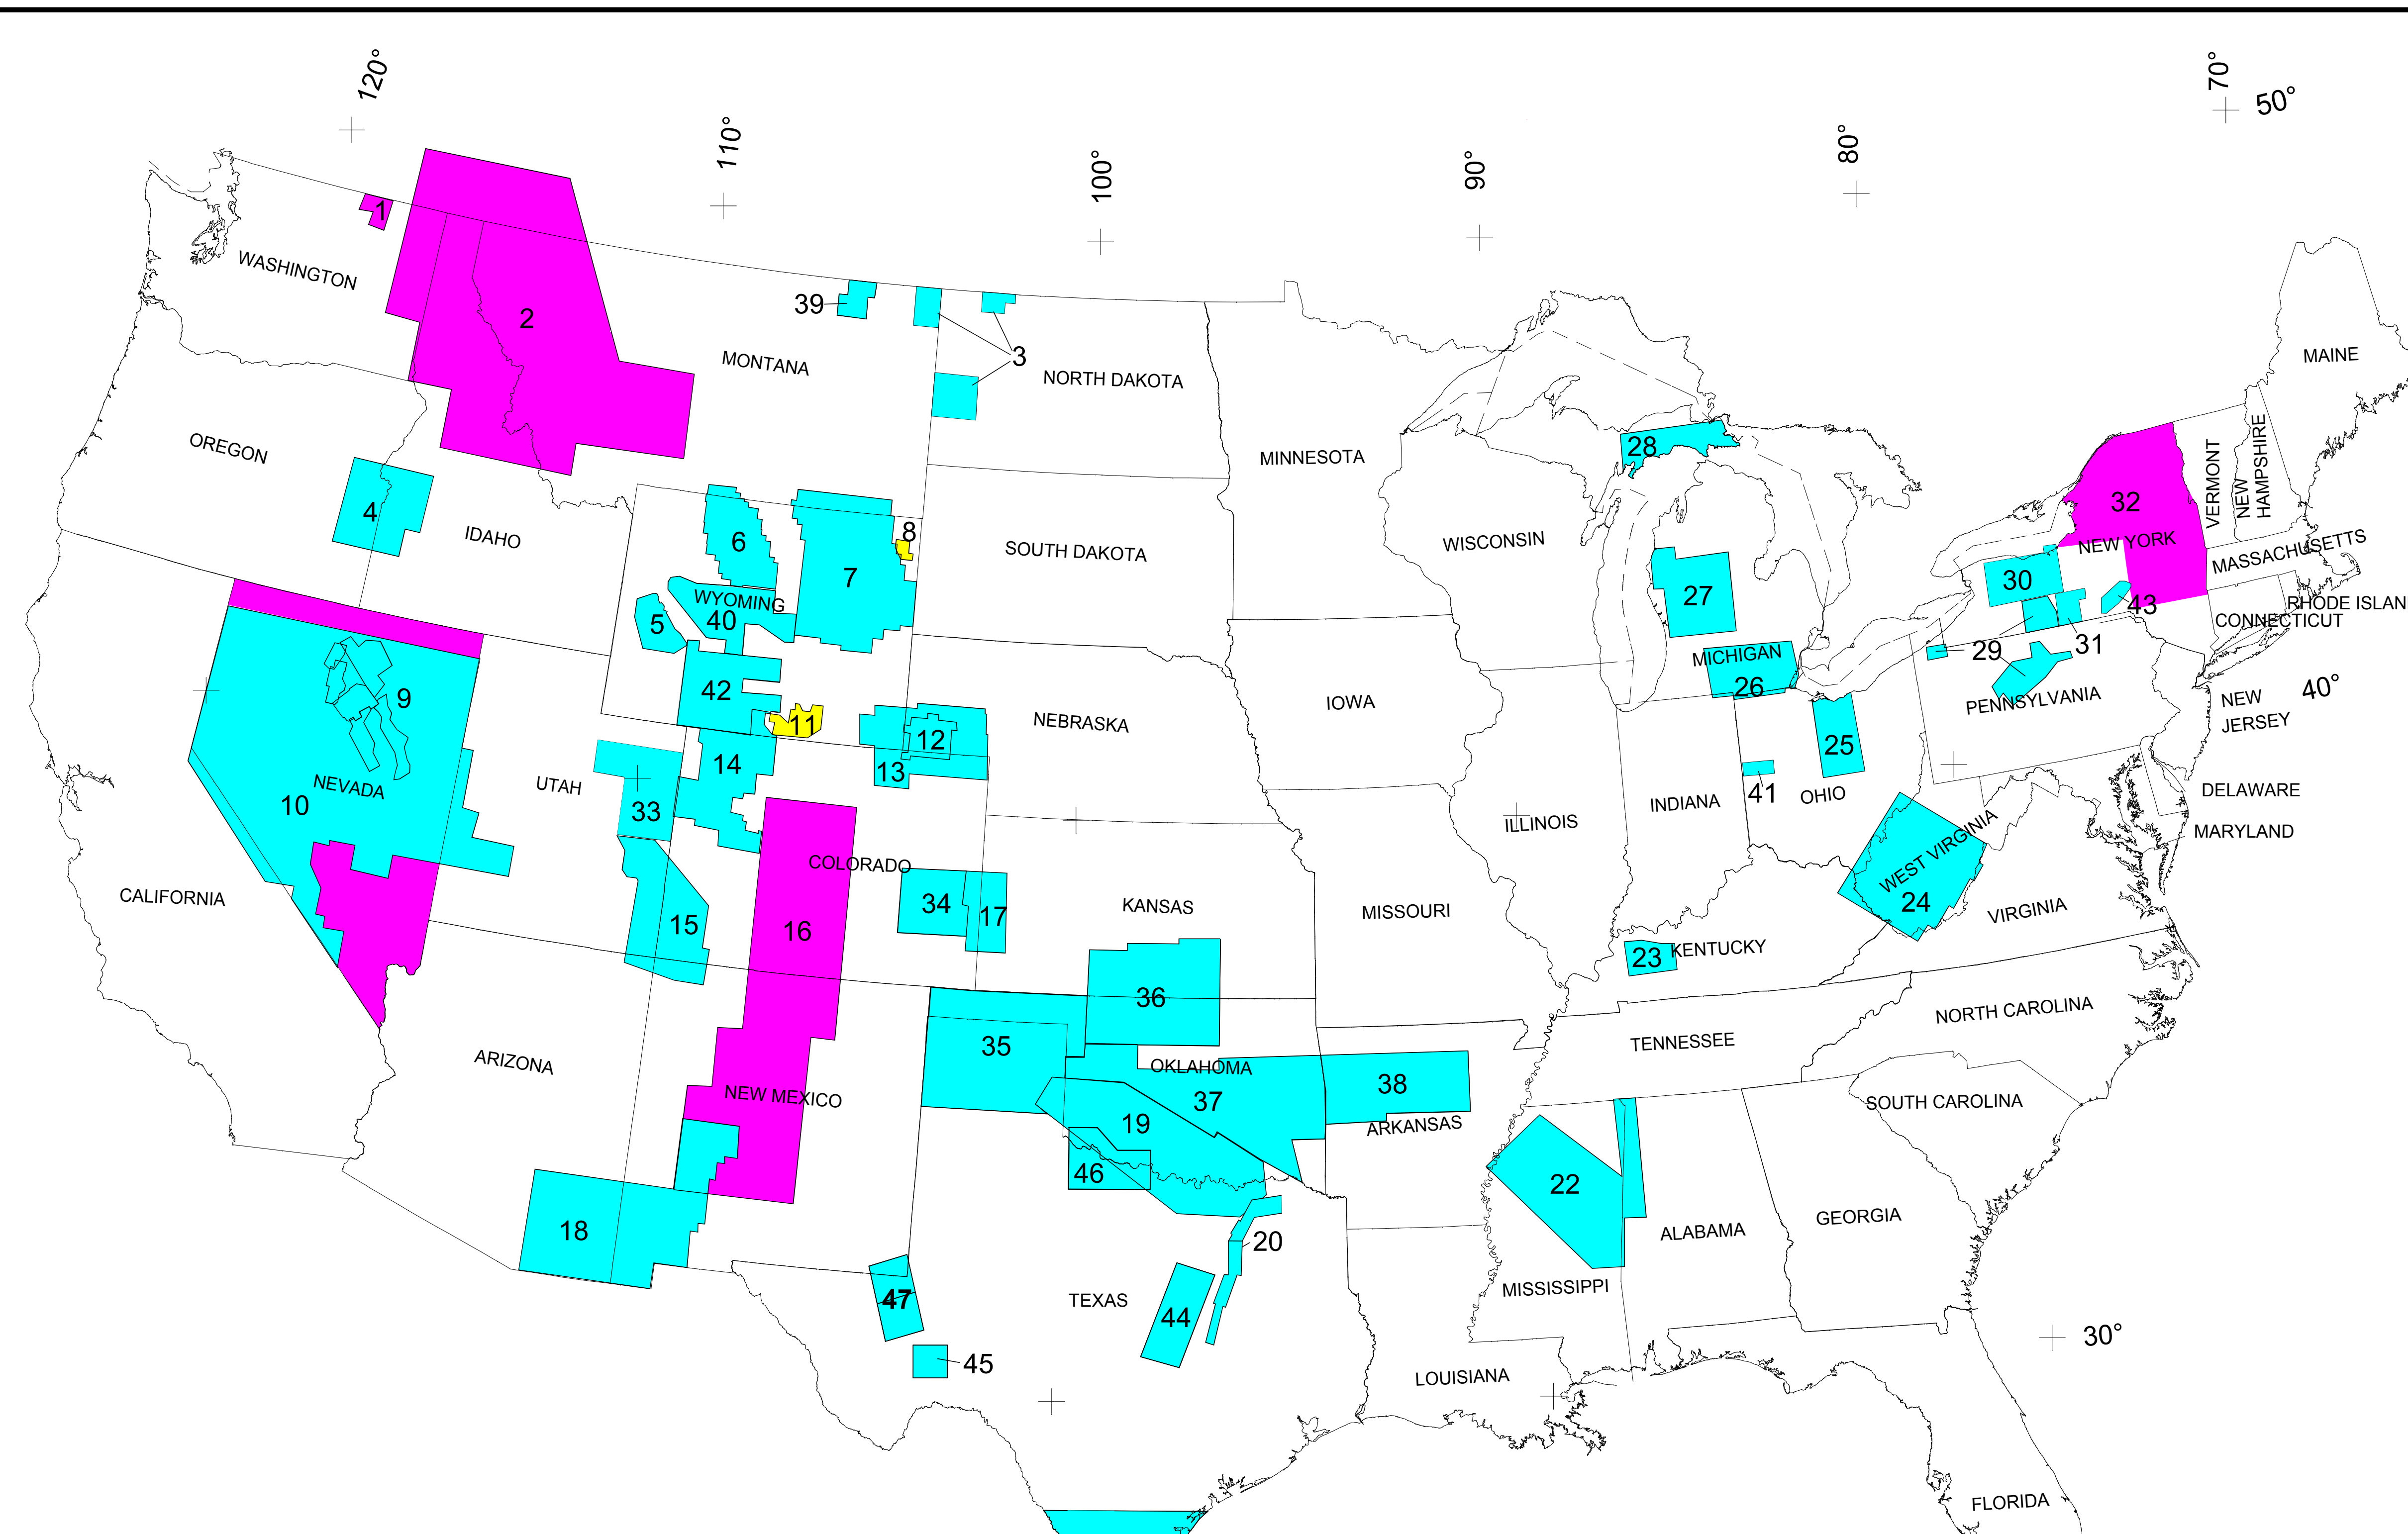 120°
110°
100°
90°
80°
70°
50°
1
WASHINGTON
2
39
MONTANA
3
NORTH DAKOTA
MAINE
OREGON
4
IDAHO
6
7
8
SOUTH DAKOTA
MINNESOTA
WISCONSIN
28
27
32
NEW YORK
VERMONT
NEW
HAMPSHIRE
MASSACHUSETTS
RHODE ISLAN
CONNECTICUT
30
43
31
29
5
WYOMING
40
42
11
9
10
NEVADA
UTAH
33
14
12
13
NEBRASKA
IOWA
MICHIGAN
26
25
41
OHIO
PENNSYLVANIA
NEW
JERSEY
40°
DELAWARE
MARYLAND
CALIFORNIA
15
16
COLORADO
34
17
KANSAS
MISSOURI
ILLINOIS
INDIANA
WEST VIRGINIA
24
VIRGINIA
23
KENTUCKY
ARIZONA
NEW MEXICO
35
36
OKLAHOMA
37
38
ARKANSAS
TENNESSEE
NORTH CAROLINA
SOUTH CAROLINA
18
19
46
20
22
ALABAMA
GEORGIA
MISSISSIPPI
47
TEXAS
44
45
LOUISIANA
30°
FLORIDA